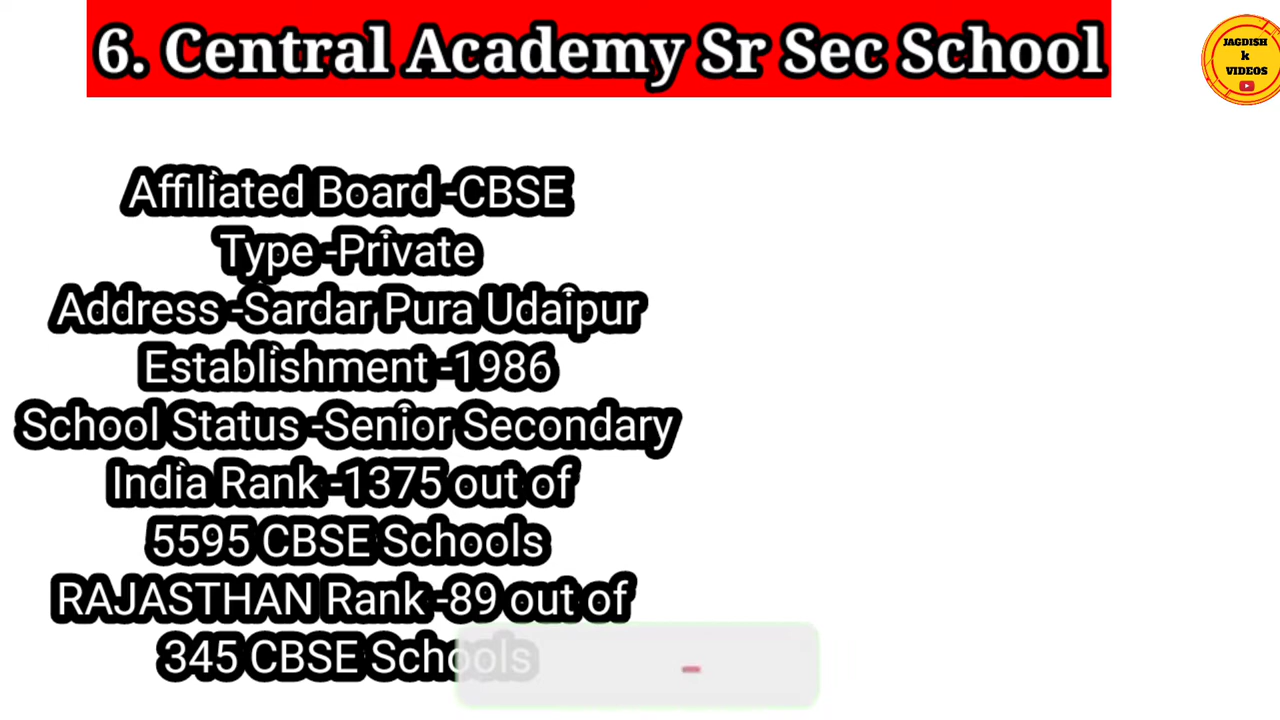 6. Central Academy Sr Sec School
JAGDISH
k
VIDEOS
Affiliated Board -CBSE
Type -Private
Address -Sardar Pura Udaipur
Establishment -1986
School Status -Senior Secondary
India Rank -1375 out of
5595 CBSE Schools
RAJASTHAN Rank -89 out of
345 CBSE Schools